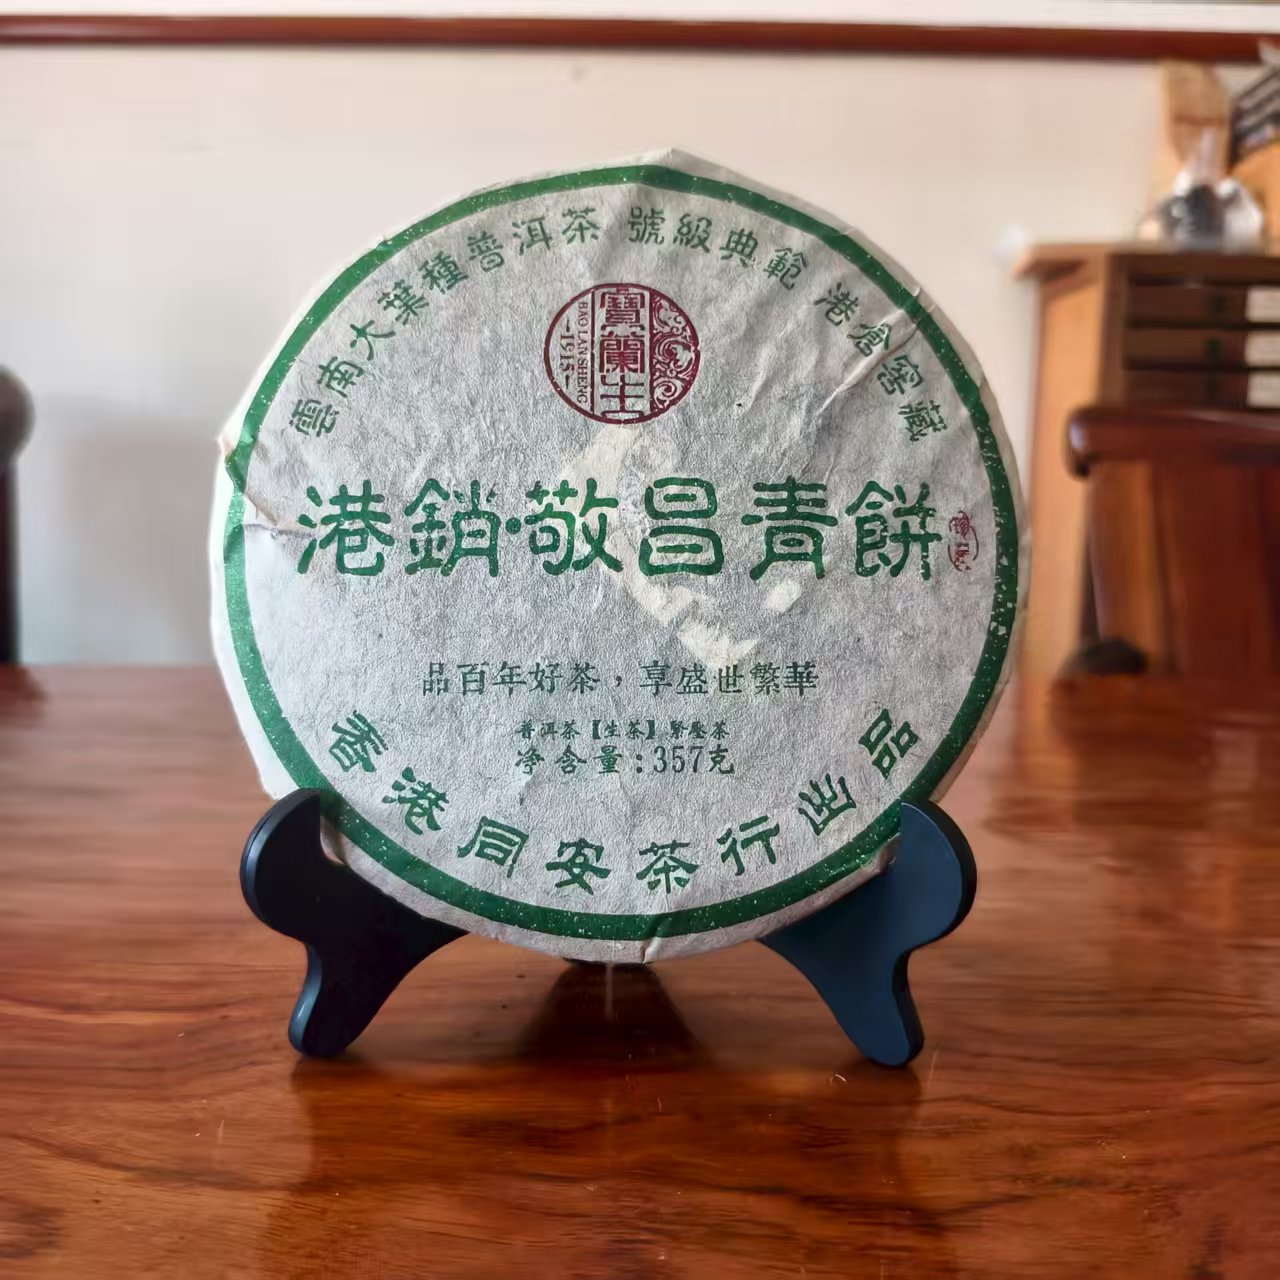 雲南大葉種普洱茶 號級典範 港倉窖藏
寶蘭生
BAO LAN SHENG
-1915-
港銷·敬昌青餅
品百年好茶，享盛世繁華
普洱茶【生茶】緊壓茶
净含量:357克
香港同安茶行出品